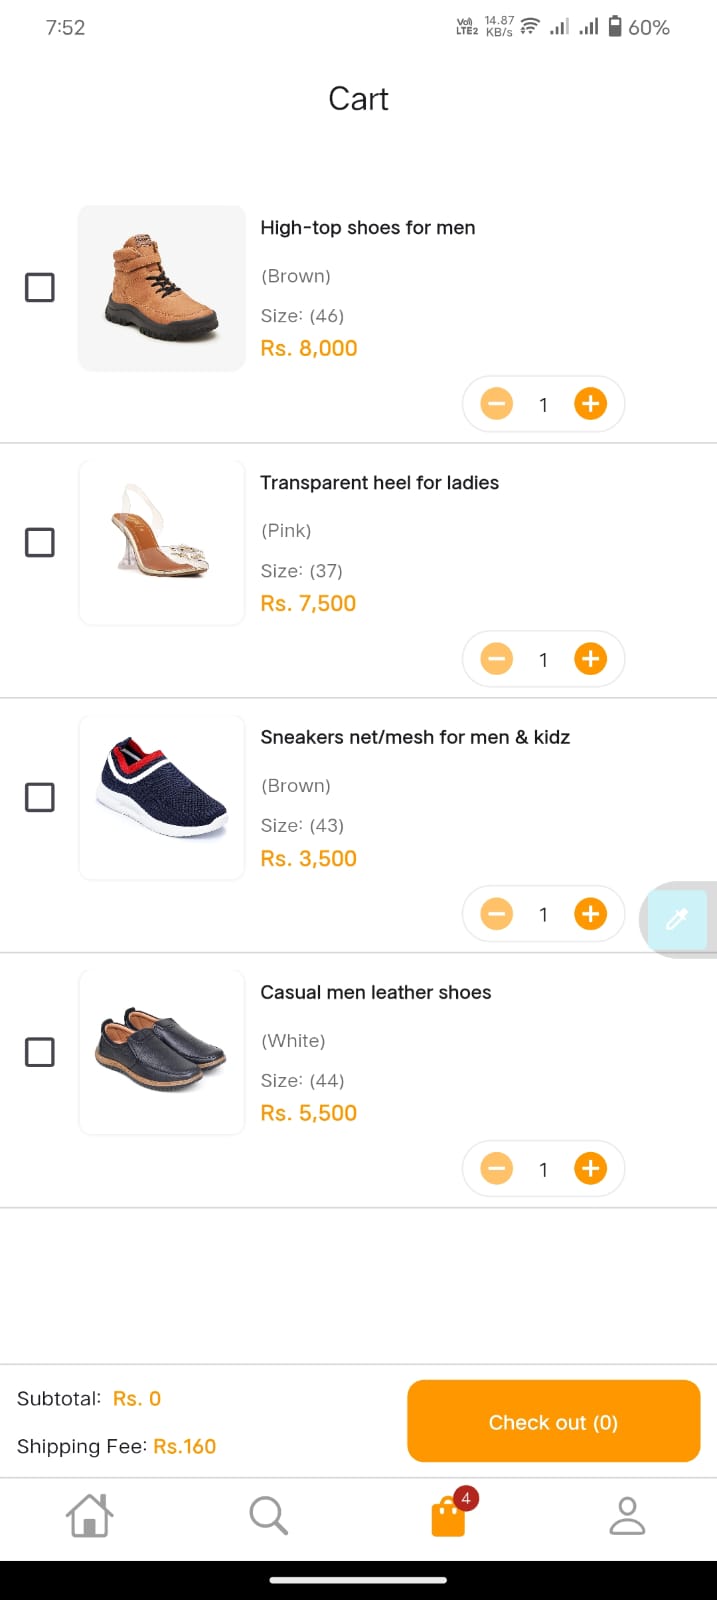 7:52
Vo) LTE2 14.87 KB/s 60%
Cart
High-top shoes for men
(Brown)
Size: (46)
Rs. 8,000
1
Transparent heel for ladies
(Pink)
Size: (37)
Rs. 7,500
1
Sneakers net/mesh for men & kidz
(Brown)
Size: (43)
Rs. 3,500
1
Casual men leather shoes
(White)
Size: (44)
Rs. 5,500
1
Subtotal: Rs. 0
Shipping Fee: Rs.160
Check out (0)
4